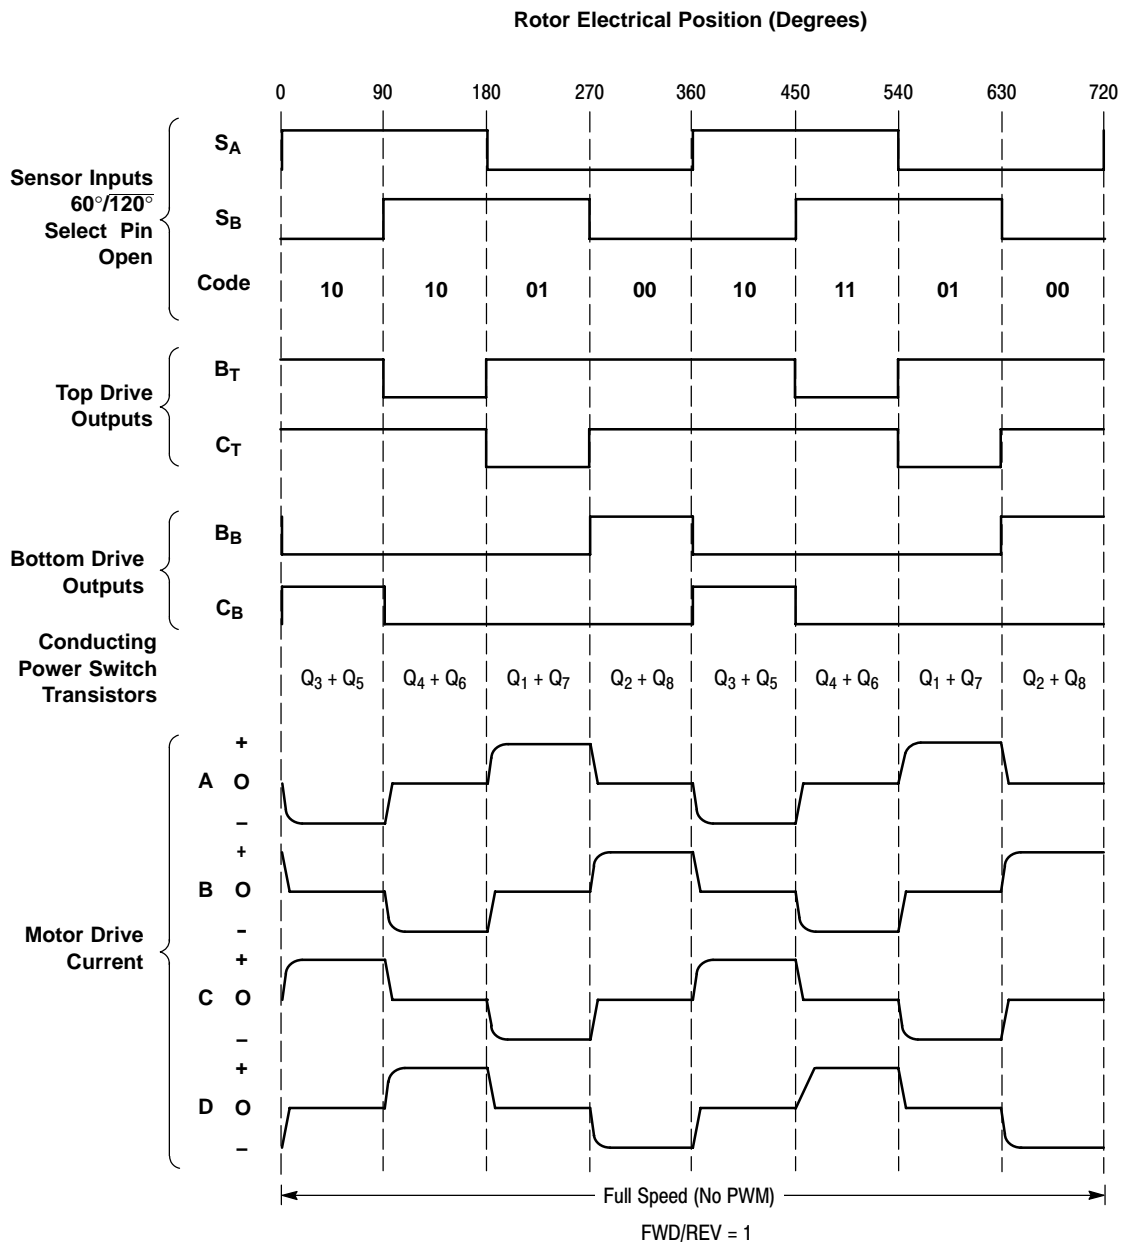 Rotor Electrical Position (Degrees)
0 90 180 270 360 450 540 630 720
Sensor Inputs
60°/120°
Select Pin
Open
SA
SB
Code
10 10 01 00 10 11 01 00
Top Drive
Outputs
BT
CT
Bottom Drive
Outputs
BB
CB
Conducting
Power Switch
Transistors
Q3 + Q5 Q4 + Q6 Q1 + Q7 Q2 + Q8 Q3 + Q5 Q4 + Q6 Q1 + Q7 Q2 + Q8
Motor Drive
Current
+
A O
–
+
B O
–
+
C O
–
+
D O
–
Full Speed (No PWM)
FWD/REV = 1